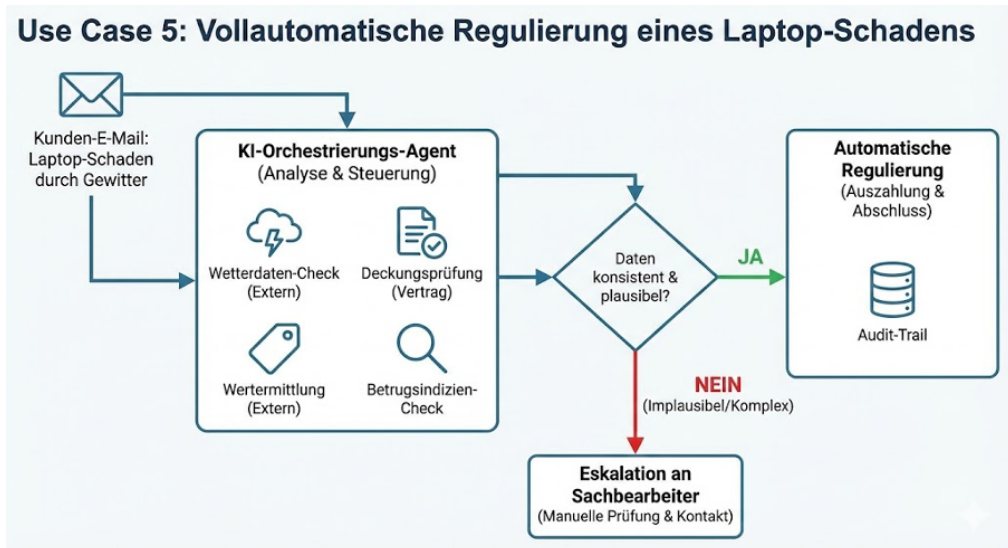 Use Case 5: Vollautomatische Regulierung eines Laptop-Schadens
Kunden-E-Mail:
Laptop-Schaden
durch Gewitter
KI-Orchestrierungs-Agent
(Analyse & Steuerung)
Wetterdaten-Check
(Extern)
Deckungsprüfung
(Vertrag)
Wertermittlung
(Extern)
Betrugsindizien-
Check
Daten
konsistent &
plausibel?
JA
Automatische
Regulierung
(Auszahlung &
Abschluss)
Audit-Trail
NEIN
(Implausibel/Komplex)
Eskalation an
Sachbearbeiter
(Manuelle Prüfung & Kontakt)